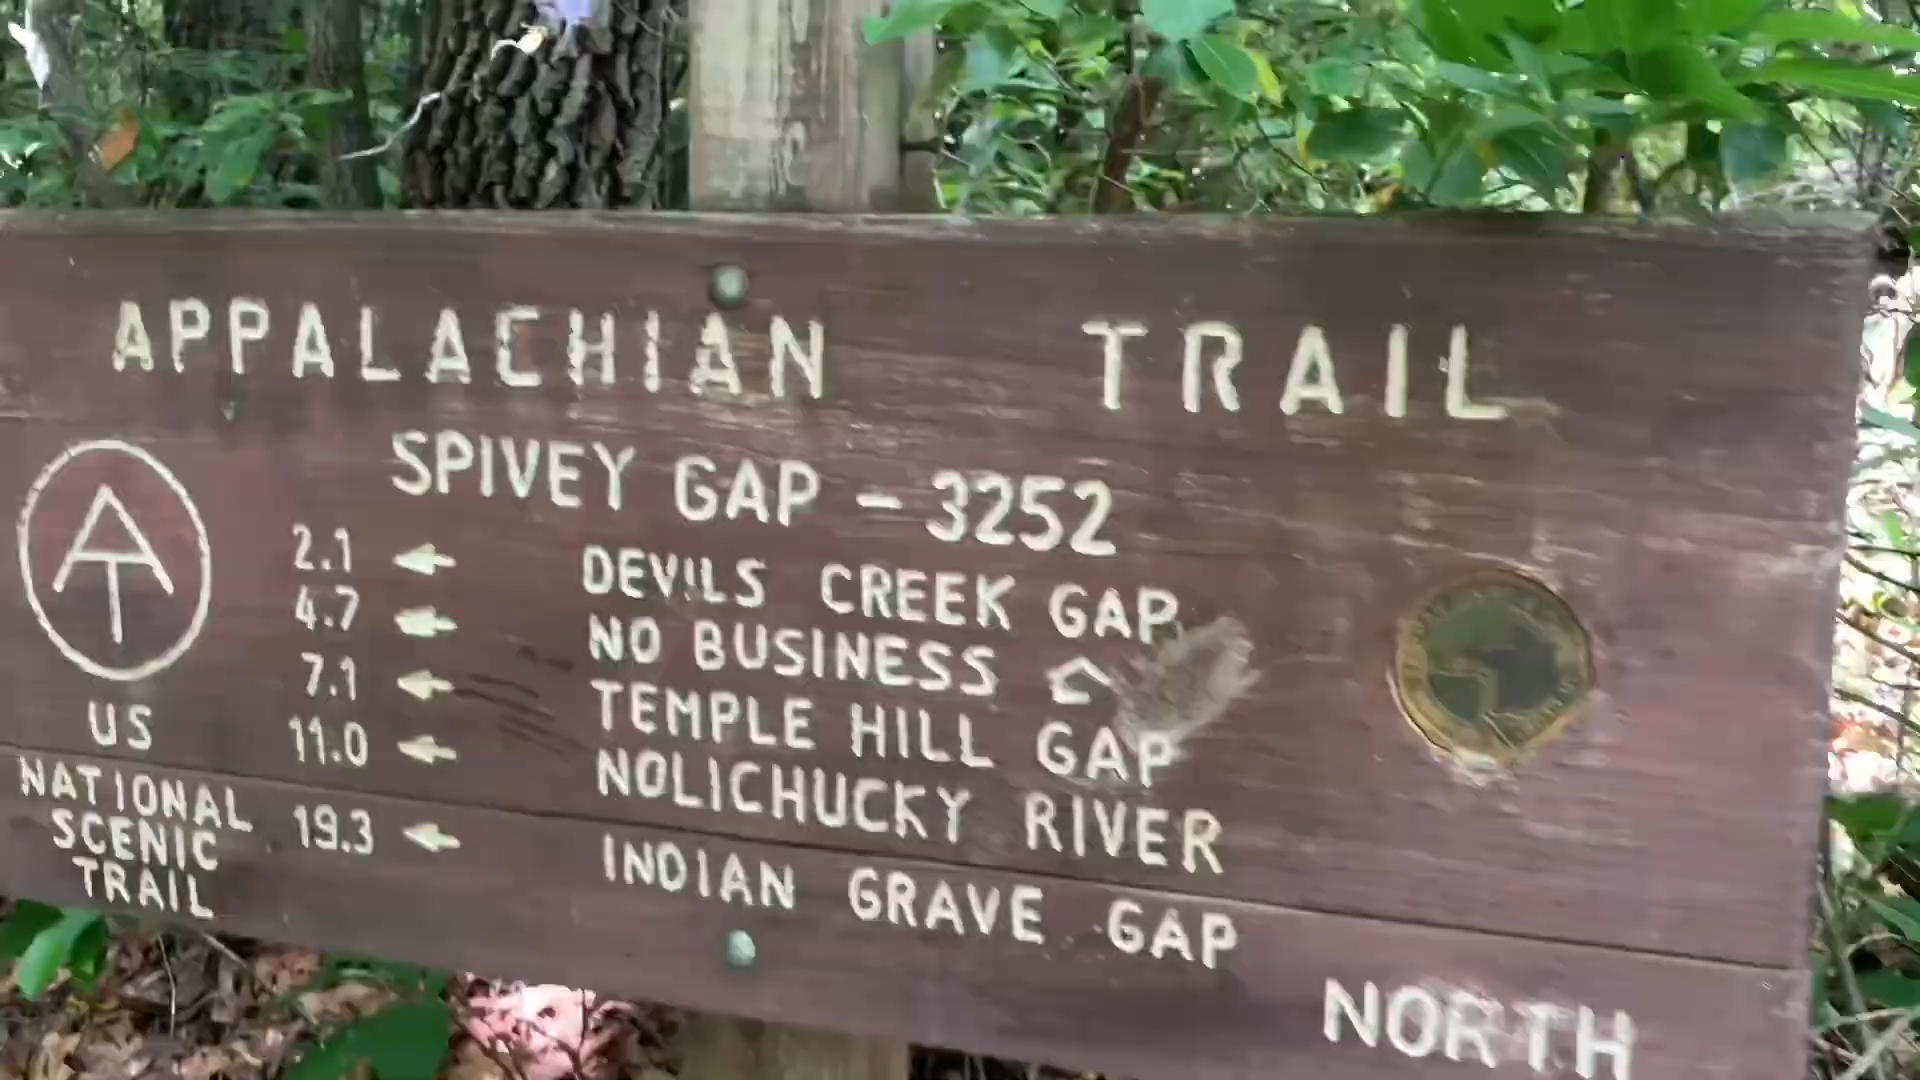 APPALACHIAN TRAIL
SPIVEY GAP - 3252
2.1 ← DEVILS CREEK GAP
4.7 ← NO BUSINESS
7.1 ← TEMPLE HILL GAP
11.0 ← NOLICHUCKY RIVER
19.3 ← INDIAN GRAVE GAP
AT
US
NATIONAL
SCENIC
TRAIL
NORTH